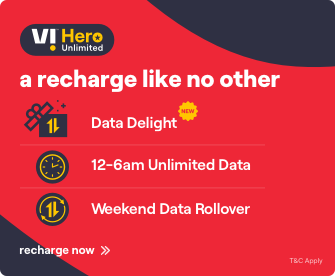 VI Hero
Unlimited
a recharge like no other
NEW
Data Delight
12-6am Unlimited Data
Weekend Data Rollover
recharge now
T&C Apply